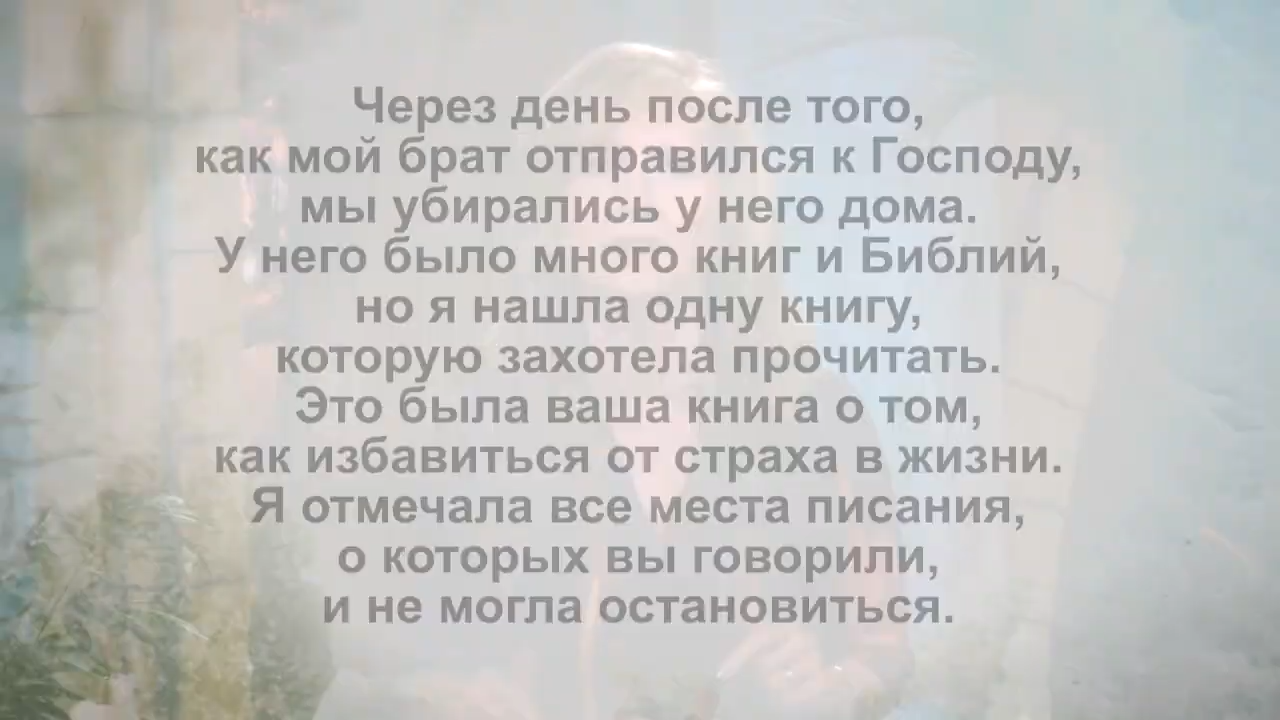 Через день после того,
как мой брат отправился к Господу,
мы убирались у него дома.
У него было много книг и Библий,
но я нашла одну книгу,
которую захотела прочитать.
Это была ваша книга о том,
как избавиться от страха в жизни.
Я отмечала все места писания,
о которых вы говорили,
и не могла остановиться.